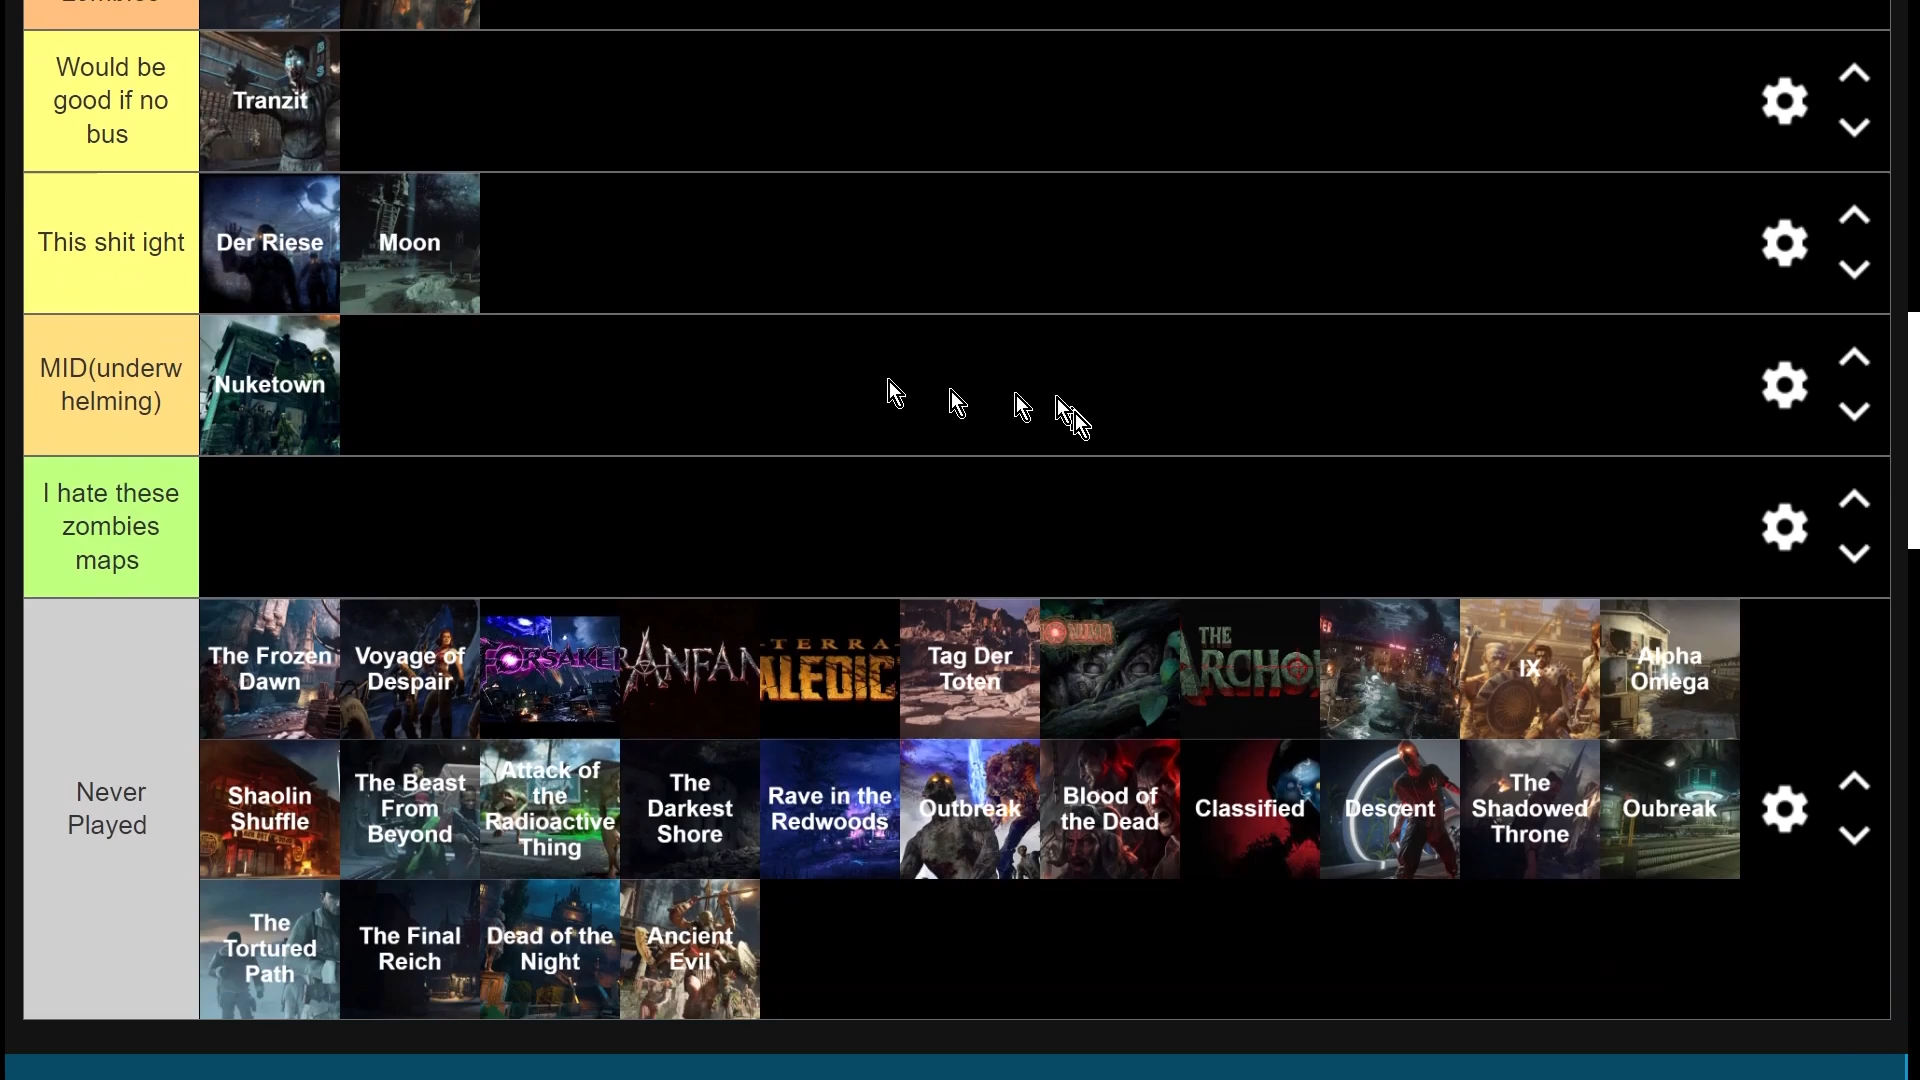 Zombies
Would be
good if no
bus
Tranzit
This shit ight
Der Riese
Moon
MID(underw
helming)
Nuketown
I hate these
zombies
maps
Never
Played
The Frozen
Dawn
Voyage of
Despair
FORSAKEN
ANFAN
TERRA
ALEDIC
Tag Der
Toten
THE
ARCHO
IX
Alpha
Omega
Shaolin
Shuffle
The Beast
From
Beyond
Attack of
the
Radioactive
Thing
The
Darkest
Shore
Rave in the
Redwoods
Outbreak
Blood of
the Dead
Classified
Descent
The
Shadowed
Throne
Oubreak
The
Tortured
Path
The Final
Reich
Dead of the
Night
Ancient
Evil